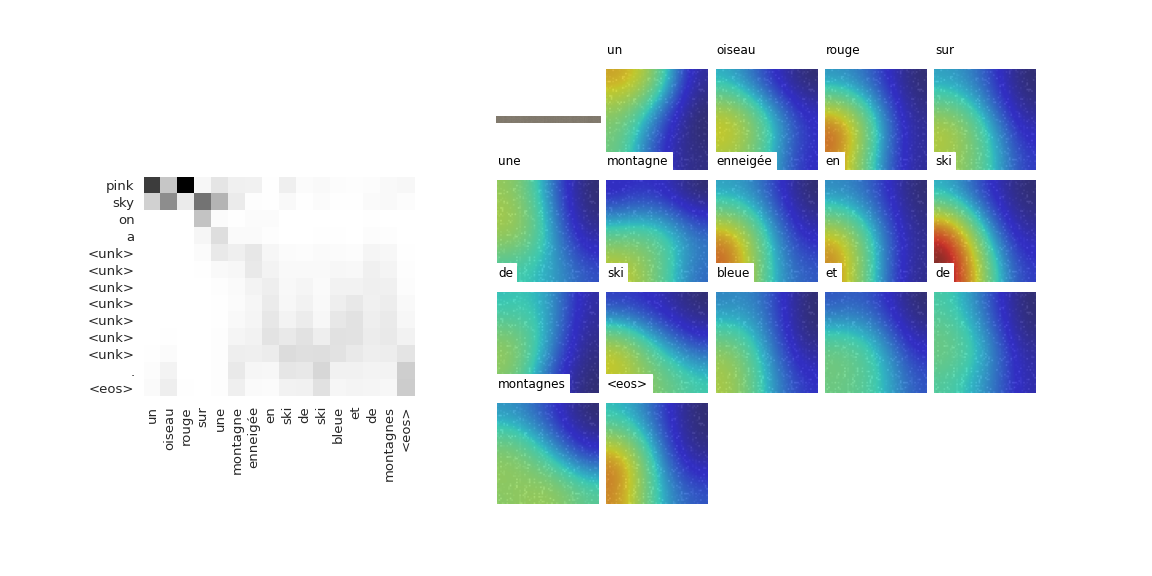 pink
sky
on
a
<unk>
<unk>
<unk>
<unk>
<unk>
<unk>
<unk>
.
<eos>
un
oiseau
rouge
sur
une
montagne
enneigée
en
ski
de
ski
bleue
et
de
montagnes
<eos>
un oiseau rouge sur
une montagne enneigée en ski
de ski bleue et de
montagnes <eos>